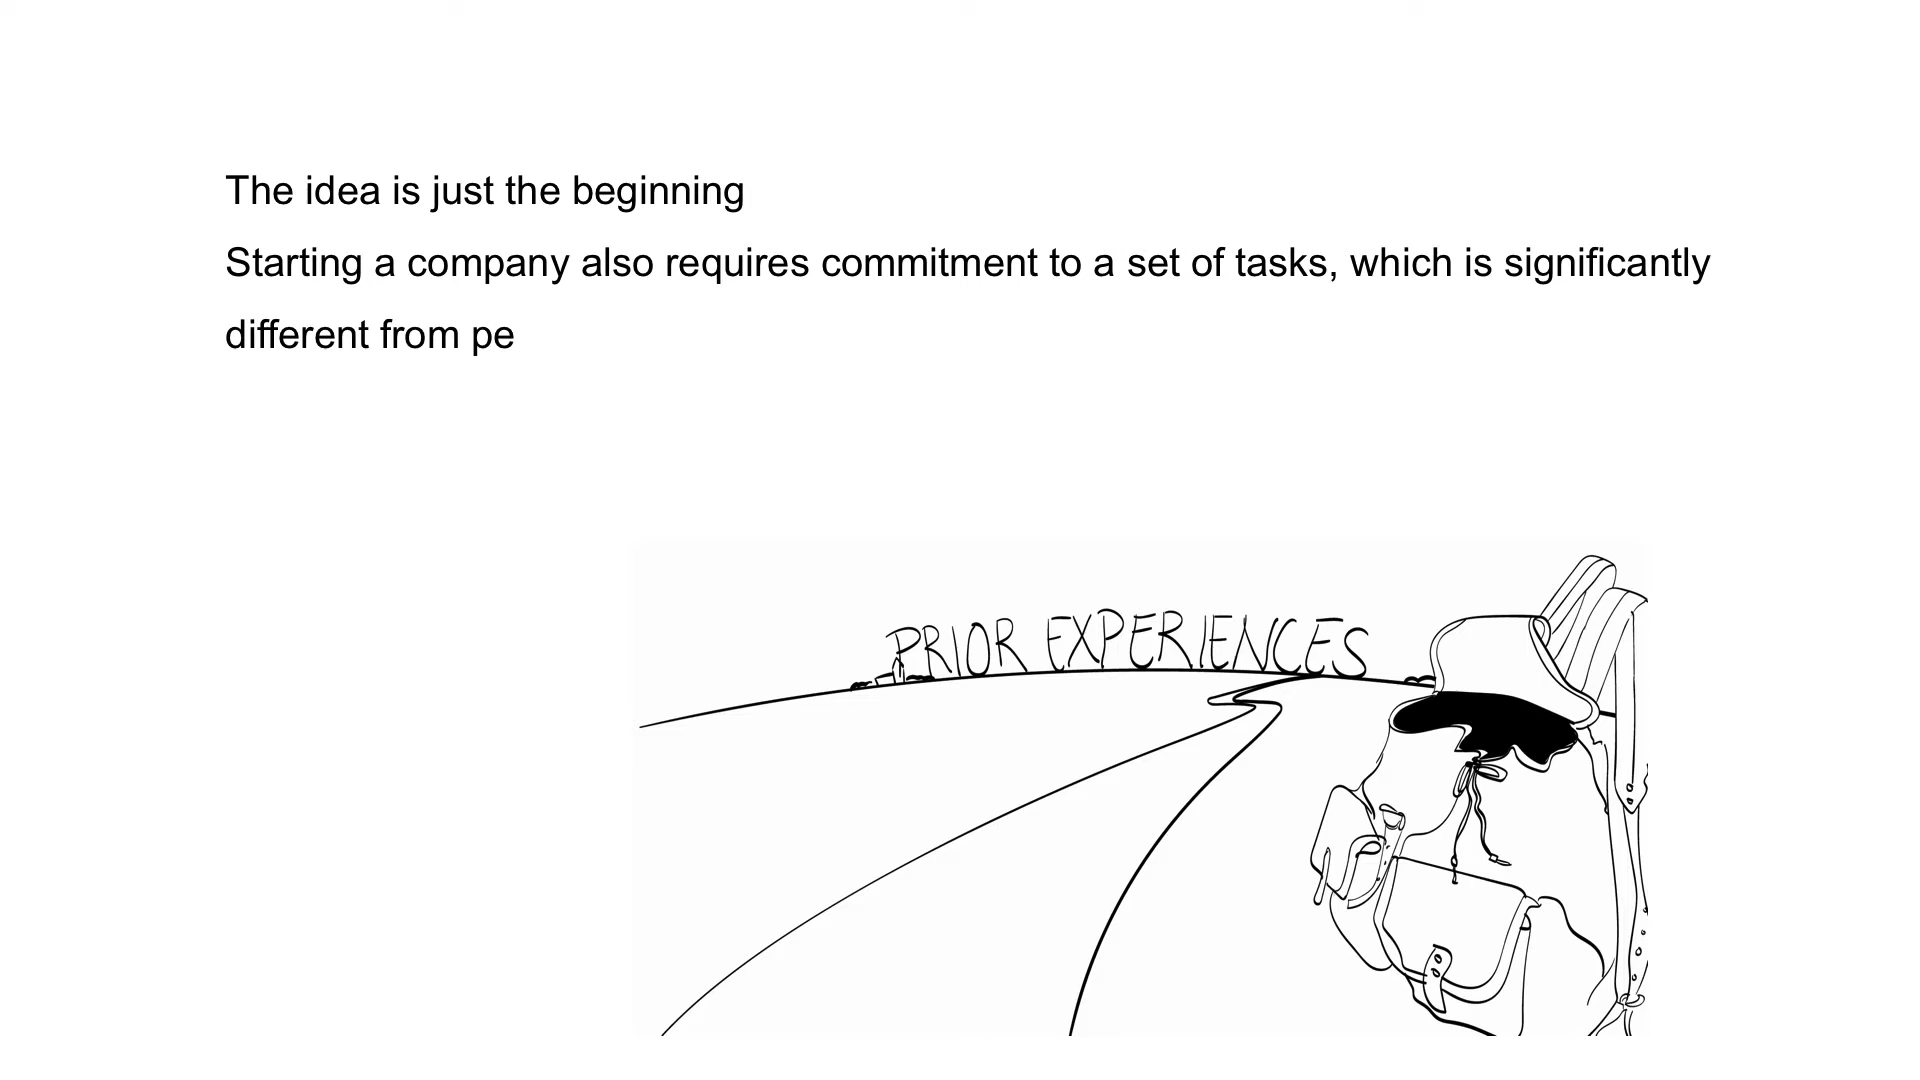 The idea is just the beginning
Starting a company also requires commitment to a set of tasks, which is significantly
different from pe
PRIOR EXPERIENCES